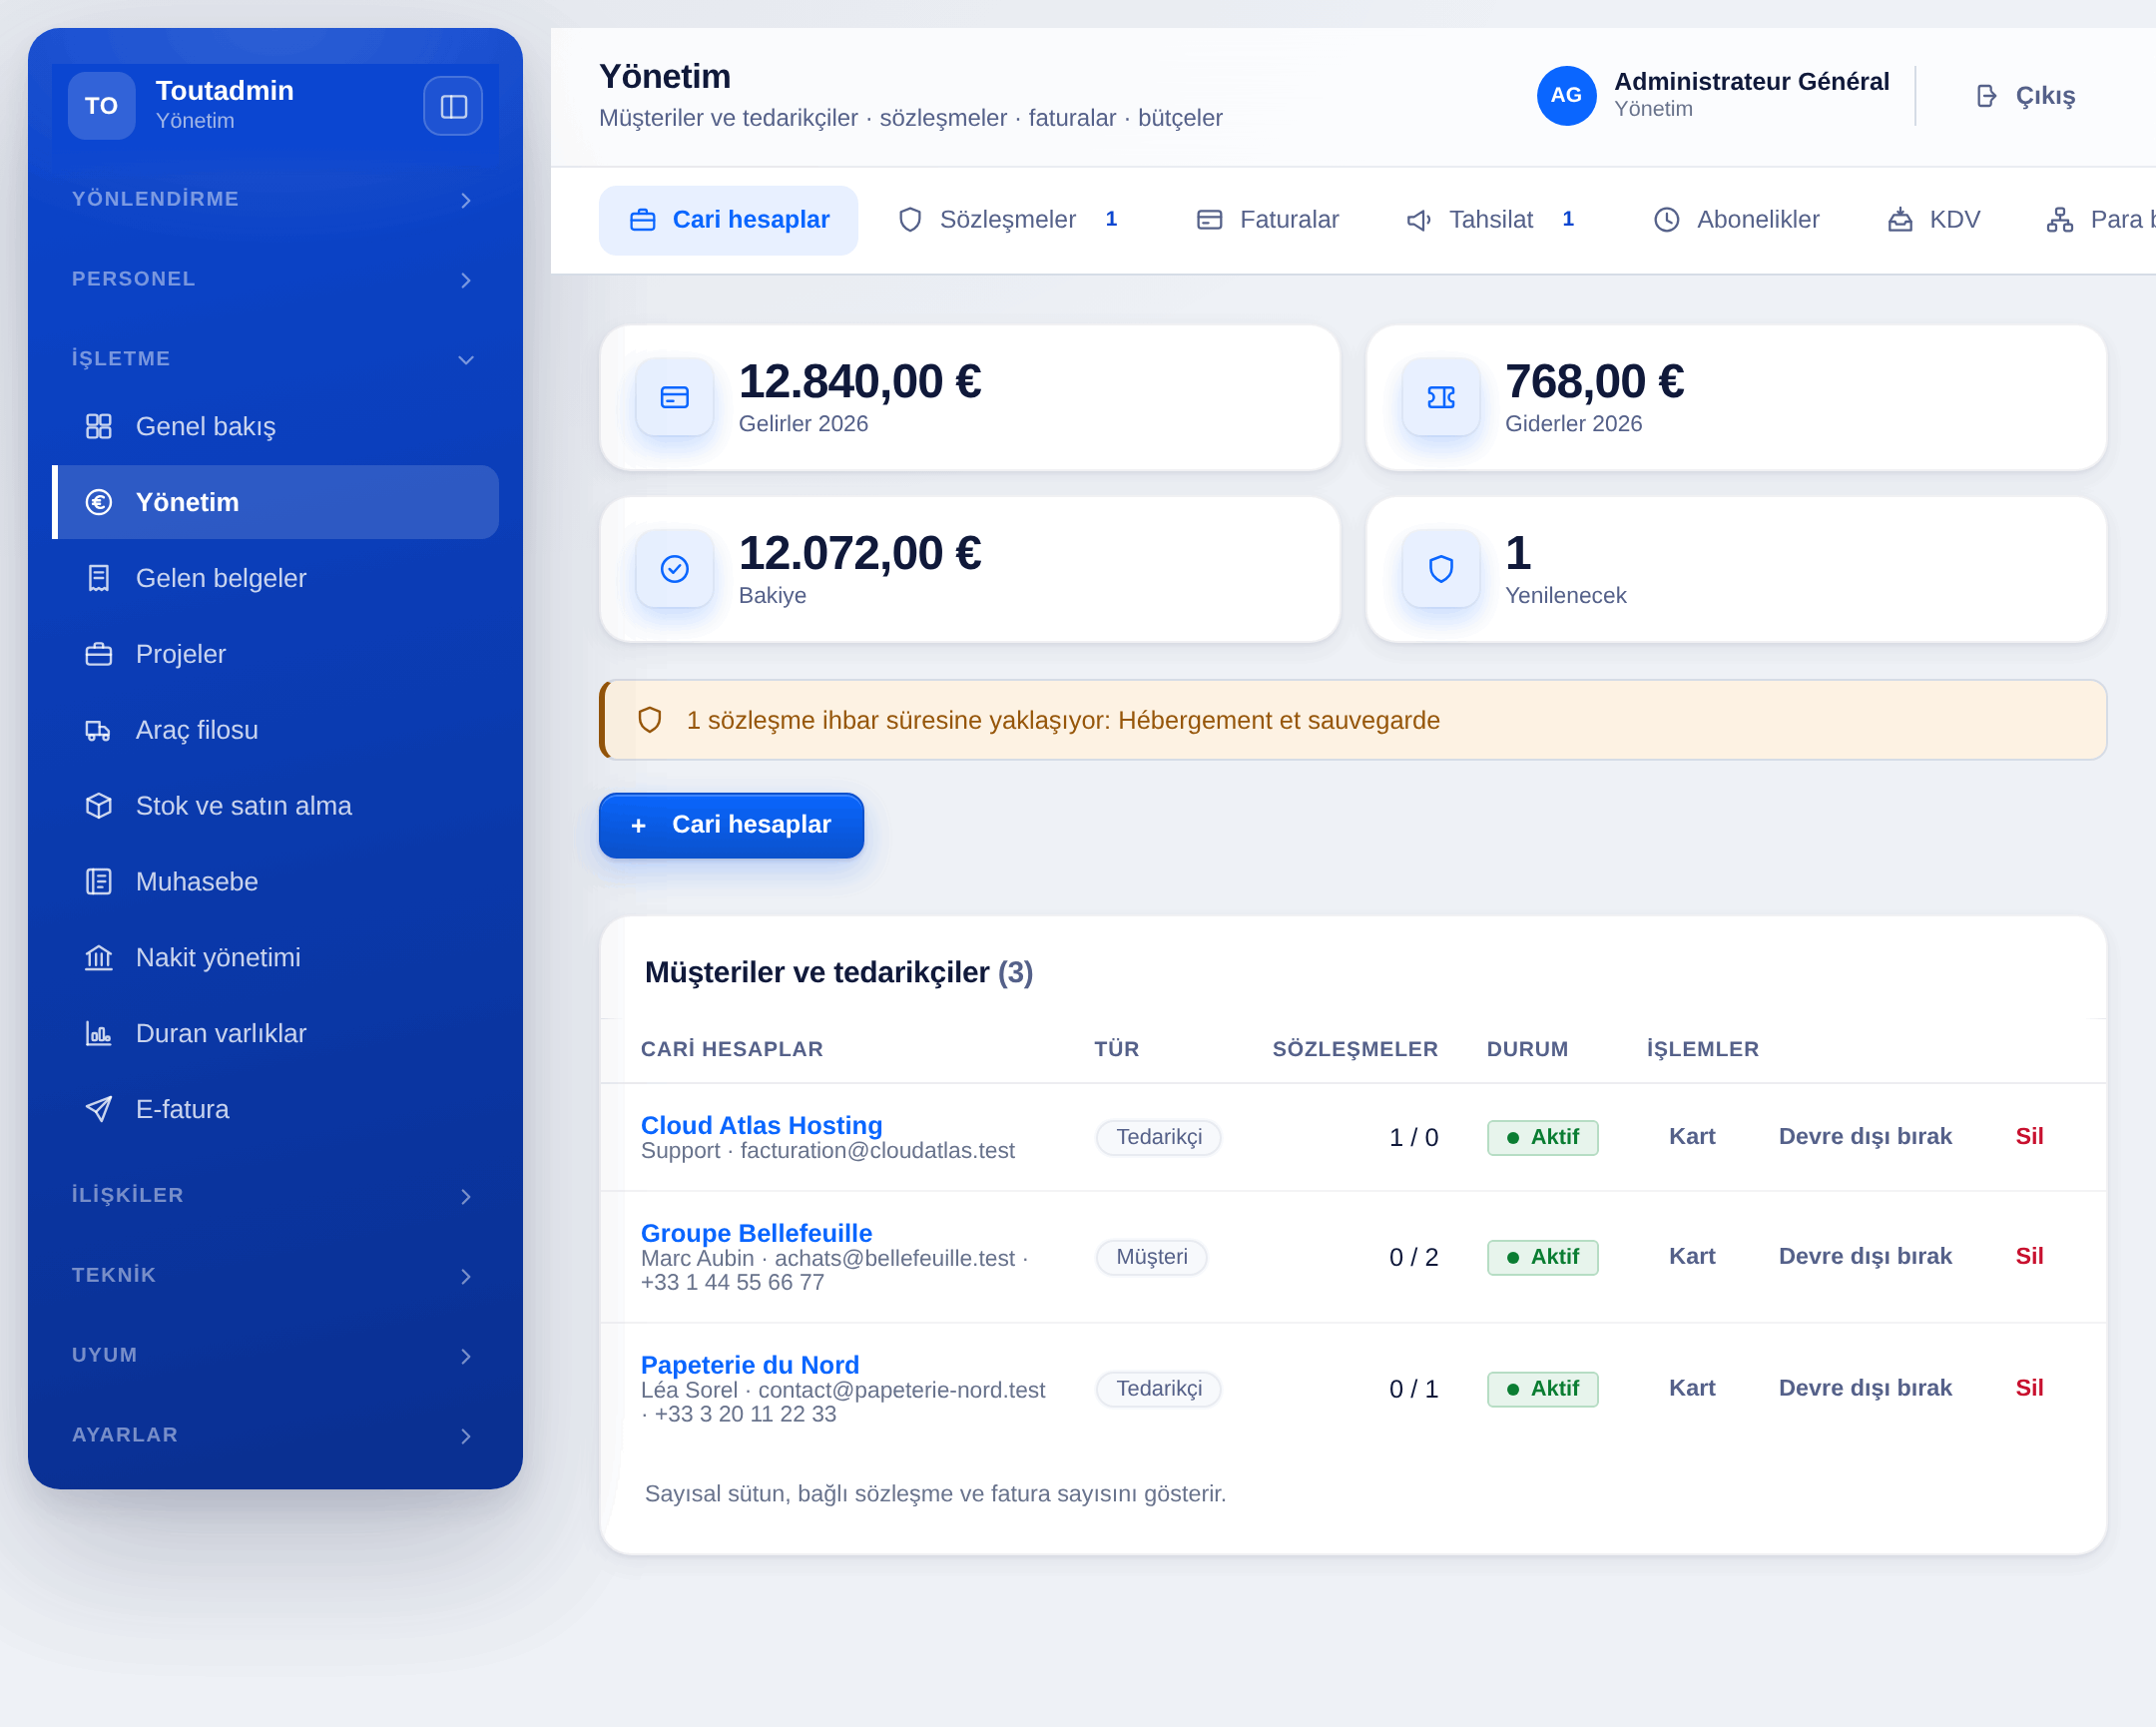 TO
Toutadmin
Yönetim
YÖNLENDİRME
PERSONEL
İŞLETME
Genel bakış
Yönetim
Gelen belgeler
Projeler
Araç filosu
Stok ve satın alma
Muhasebe
Nakit yönetimi
Duran varlıklar
E-fatura
İLİŞKİLER
TEKNİK
UYUM
AYARLAR
Yönetim
Müşteriler ve tedarikçiler · sözleşmeler · faturalar · bütçeler
AG
Administrateur Général
Yönetim
Çıkış
Cari hesaplar
Sözleşmeler 1
Faturalar
Tahsilat 1
Abonelikler
KDV
Para b
12.840,00 €
Gelirler 2026
768,00 €
Giderler 2026
12.072,00 €
Bakiye
1
Yenilenecek
1 sözleşme ihbar süresine yaklaşıyor: Hébergement et sauvegarde
+ Cari hesaplar
Müşteriler ve tedarikçiler (3)
CARİ HESAPLAR TÜR SÖZLEŞMELER DURUM İŞLEMLER
Cloud Atlas Hosting
Support · facturation@cloudatlas.test
Tedarikçi 1 / 0 Aktif Kart Devre dışı bırak Sil
Groupe Bellefeuille
Marc Aubin · achats@bellefeuille.test ·
+33 1 44 55 66 77
Müşteri 0 / 2 Aktif Kart Devre dışı bırak Sil
Papeterie du Nord
Léa Sorel · contact@papeterie-nord.test
· +33 3 20 11 22 33
Tedarikçi 0 / 1 Aktif Kart Devre dışı bırak Sil
Sayısal sütun, bağlı sözleşme ve fatura sayısını gösterir.